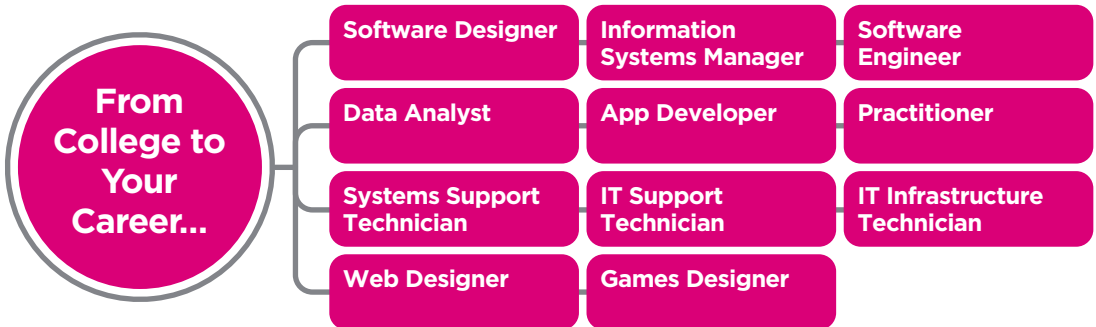 From
College to
Your
Career...
Software Designer
Information
Systems Manager
Software
Engineer
Data Analyst
App Developer
Practitioner
Systems Support
Technician
IT Support
Technician
IT Infrastructure
Technician
Web Designer
Games Designer